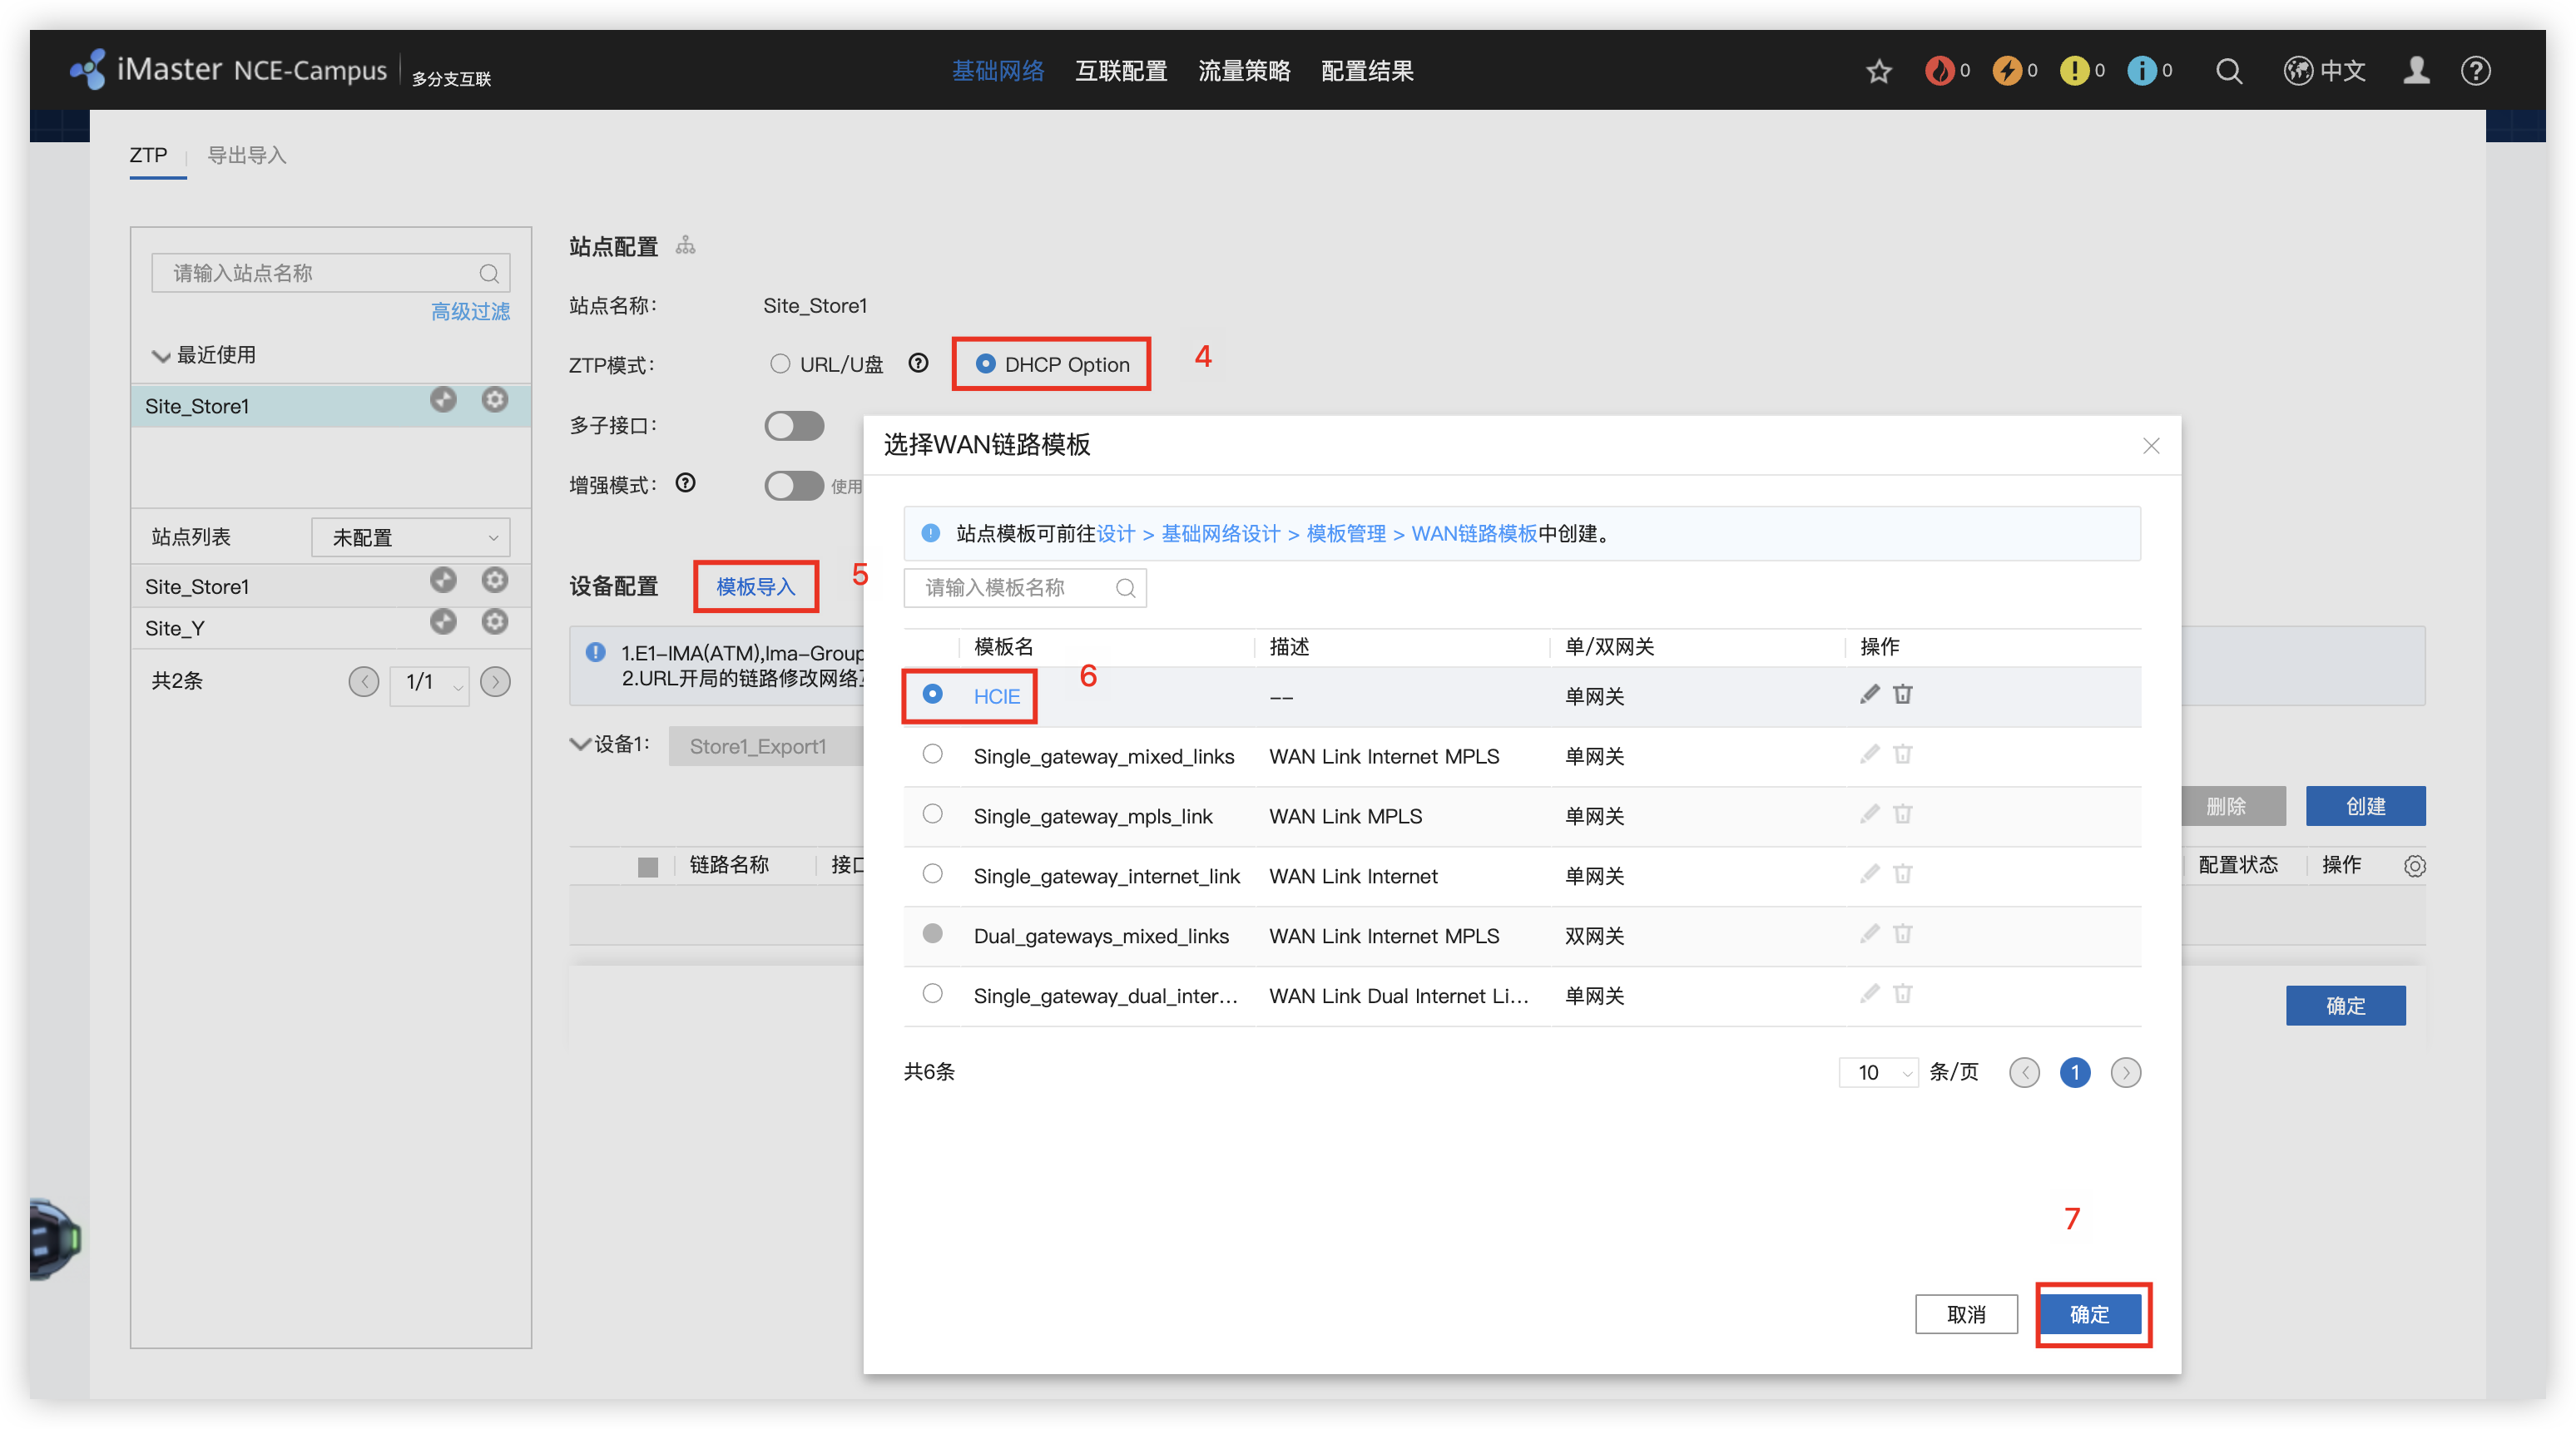 iMaster NCE-Campus 多分支互联 基础网络 互联配置 流量策略 配置结果 0 0 0 0 中文
ZTP 导出导入
请输入站点名称
高级过滤
最近使用
Site_Store1
站点列表 未配置
Site_Store1
Site_Y
共2条 1/1
站点配置
站点名称： Site_Store1
ZTP模式： URL/U盘 DHCP Option 4
多子接口：
增强模式： 使用
设备配置 模板导入 5
1.E1-IMA(ATM),Ima-Group
2.URL开局的链路修改网络
设备1： Store1_Export1
删除 创建
链路名称 接口 配置状态 操作
确定
选择WAN链路模板
站点模板可前往设计 > 基础网络设计 > 模板管理 > WAN链路模板中创建。
请输入模板名称
模板名 描述 单/双网关 操作
HCIE -- 单网关
6
Single_gateway_mixed_links WAN Link Internet MPLS 单网关
Single_gateway_mpls_link WAN Link MPLS 单网关
Single_gateway_internet_link WAN Link Internet 单网关
Dual_gateways_mixed_links WAN Link Internet MPLS 双网关
Single_gateway_dual_inter... WAN Link Dual Internet Li... 单网关
共6条 10 条/页 1
7
取消 确定